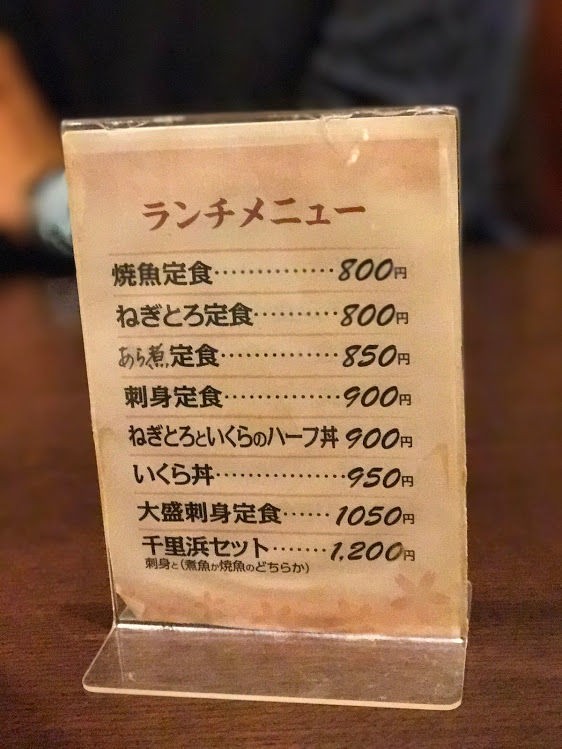 ランチメニュー
焼魚定食……………800円
ねぎとろ定食…………800円
あら煮定食……………850円
刺身定食……………900円
ねぎとろといくらのハーフ丼 900円
いくら丼……………950円
大盛刺身定食……1050円
千里浜セット……1,200円
刺身と(煮魚か焼魚のどちらか)